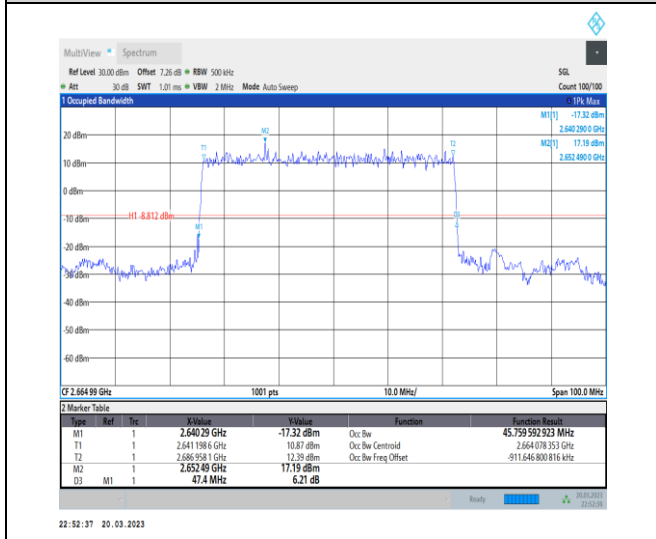 MultiView Spectrum
Ref Level 30.00 dBm Offset 7.26 dB RBW 500 kHz SGL
Att 30 dB SWT 1.01 ms VBW 2 MHz Mode Auto Sweep Count 100/100
1 Occupied Bandwidth 1Pk Max
M1[1] -17.32 dBm
2.640 290 0 GHz
M2[1] 17.19 dBm
2.652 490 0 GHz
20 dBm
M2
T1
T2
10 dBm
0 dBm
-10 dBm
H1 -8.812 dBm
D3
M1
-20 dBm
-30 dBm
-40 dBm
-50 dBm
-60 dBm
CF 2.664 99 GHz 1001 pts 10.0 MHz/ Span 100.0 MHz
2 Marker Table
Type Ref Trc X-Value Y-Value Function Function Result
M1 1 2.640 29 GHz -17.32 dBm Occ Bw 45.759 592 923 MHz
T1 1 2.641 198 6 GHz 10.87 dBm Occ Bw Centroid 2.664 078 353 GHz
T2 1 2.686 958 1 GHz 12.39 dBm Occ Bw Freq Offset -911.646 800 816 kHz
M2 1 2.652 49 GHz 17.19 dBm
D3 M1 1 47.4 MHz 6.21 dB
Ready 20.03.2023
22:52:36
22:52:37 20.03.2023